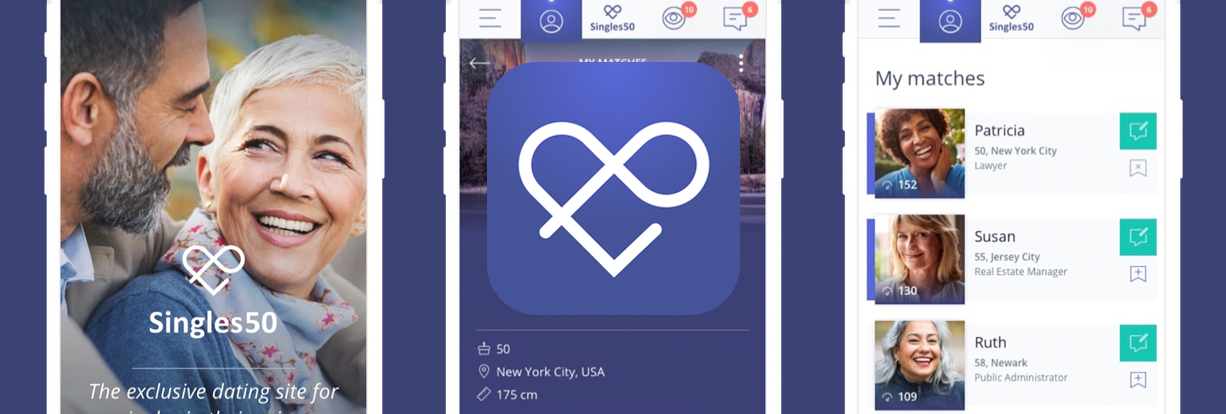 Singles50
The exclusive dating site for
Singles50
10
6
MY MATCHES
50
New York City, USA
175 cm
Singles50
10
6
My matches
Patricia
50, New York City
Lawyer
152
Susan
55, Jersey City
Real Estate Manager
130
Ruth
58, Newark
Public Administrator
109